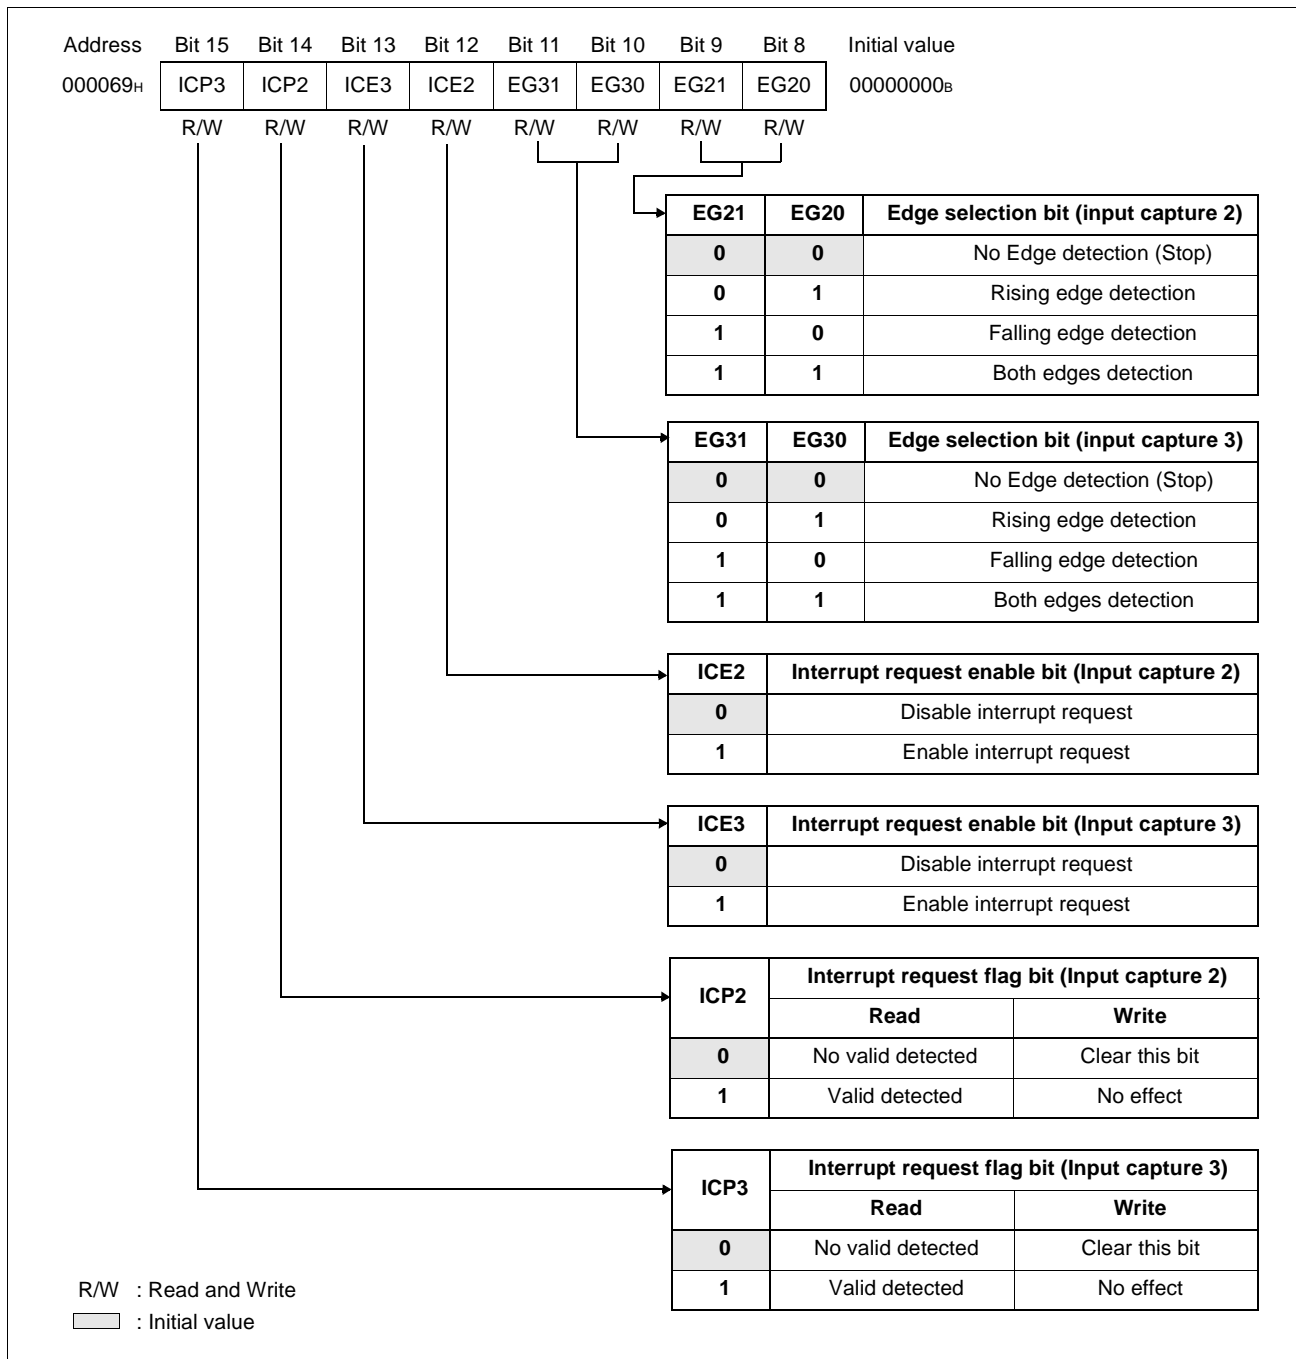 Address Bit 15 Bit 14 Bit 13 Bit 12 Bit 11 Bit 10 Bit 9 Bit 8 Initial value
000069H ICP3 ICP2 ICE3 ICE2 EG31 EG30 EG21 EG20 00000000B
R/W R/W R/W R/W R/W R/W R/W R/W
EG21 EG20 Edge selection bit (input capture 2)
0 0 No Edge detection (Stop)
0 1 Rising edge detection
1 0 Falling edge detection
1 1 Both edges detection
EG31 EG30 Edge selection bit (input capture 3)
0 0 No Edge detection (Stop)
0 1 Rising edge detection
1 0 Falling edge detection
1 1 Both edges detection
ICE2 Interrupt request enable bit (Input capture 2)
0 Disable interrupt request
1 Enable interrupt request
ICE3 Interrupt request enable bit (Input capture 3)
0 Disable interrupt request
1 Enable interrupt request
ICP2 Interrupt request flag bit (Input capture 2)
Read Write
0 No valid detected Clear this bit
1 Valid detected No effect
ICP3 Interrupt request flag bit (Input capture 3)
Read Write
0 No valid detected Clear this bit
1 Valid detected No effect
R/W : Read and Write
: Initial value